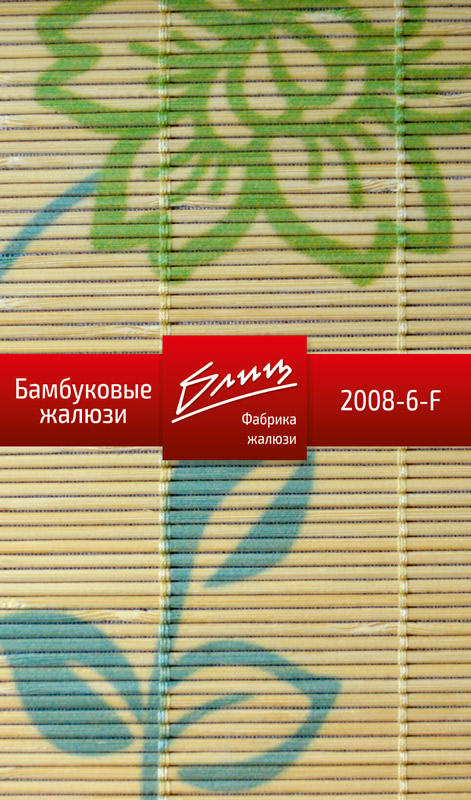 Бамбуковые
жалюзи
Блиц
Фабрика
жалюзи
2008-6-F